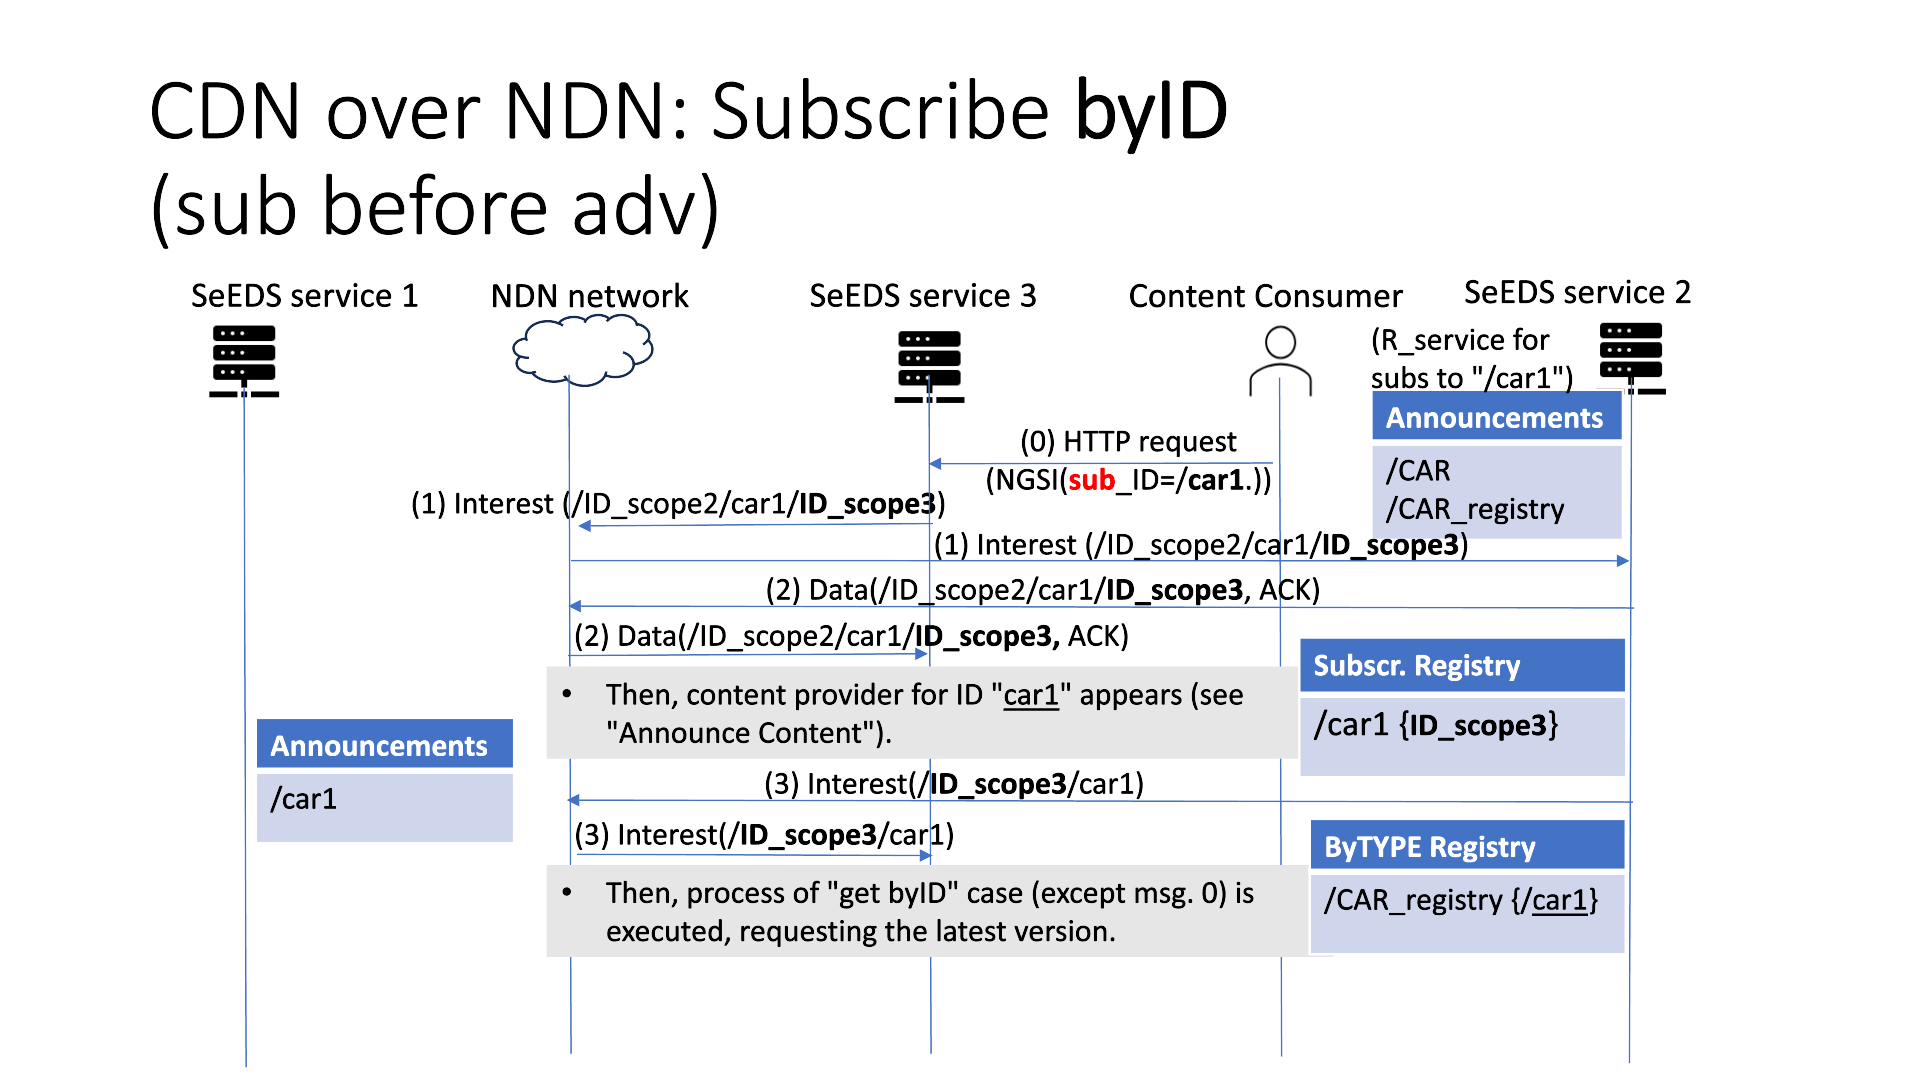 CDN over NDN: Subscribe byID
(sub before adv)
SeEDS service 1
NDN network
SeEDS service 3
Content Consumer
SeEDS service 2
(R_service for
subs to "/car1")
Announcements
/CAR
/CAR_registry
(0) HTTP request
(NGSI(sub_ID=/car1.))
(1) Interest (/ID_scope2/car1/ID_scope3)
(1) Interest (/ID_scope2/car1/ID_scope3)
(2) Data(/ID_scope2/car1/ID_scope3, ACK)
(2) Data(/ID_scope2/car1/ID_scope3, ACK)
Subscr. Registry
/car1 {ID_scope3}
• Then, content provider for ID "car1" appears (see
"Announce Content").
Announcements
/car1
(3) Interest(/ID_scope3/car1)
(3) Interest(/ID_scope3/car1)
ByTYPE Registry
/CAR_registry {/car1}
• Then, process of "get byID" case (except msg. 0) is
executed, requesting the latest version.